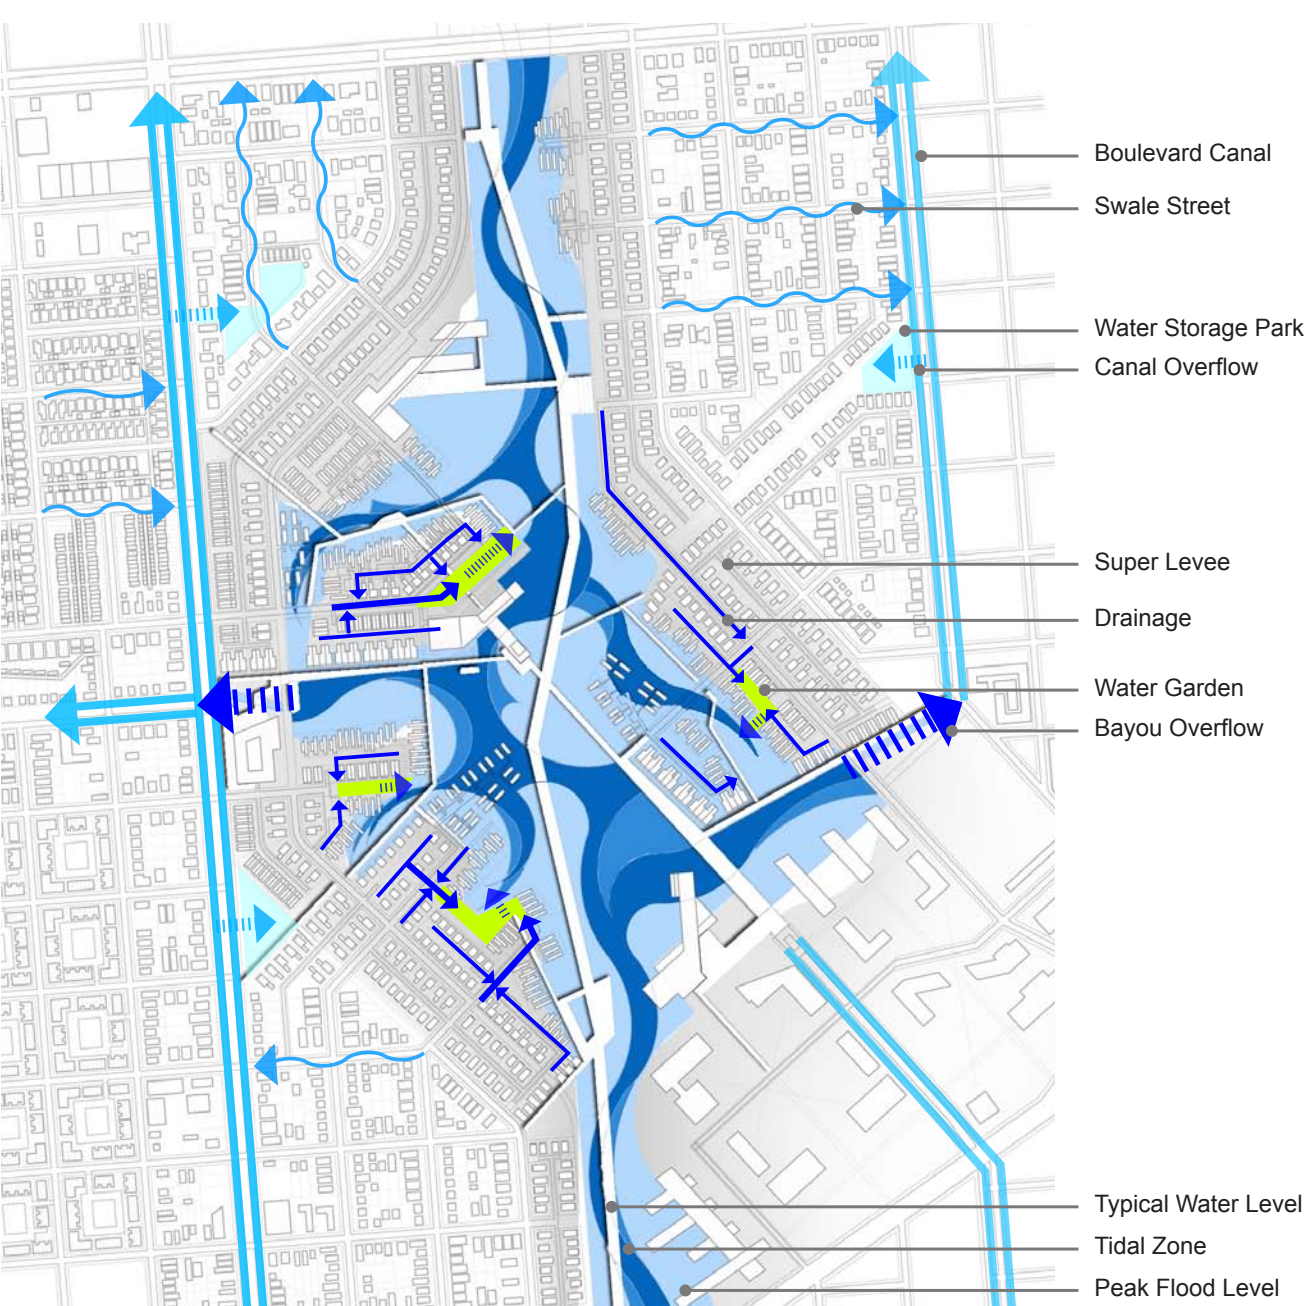 Boulevard Canal
Swale Street
Water Storage Park
Canal Overflow
Super Levee
Drainage
Water Garden
Bayou Overflow
Typical Water Level
Tidal Zone
Peak Flood Level